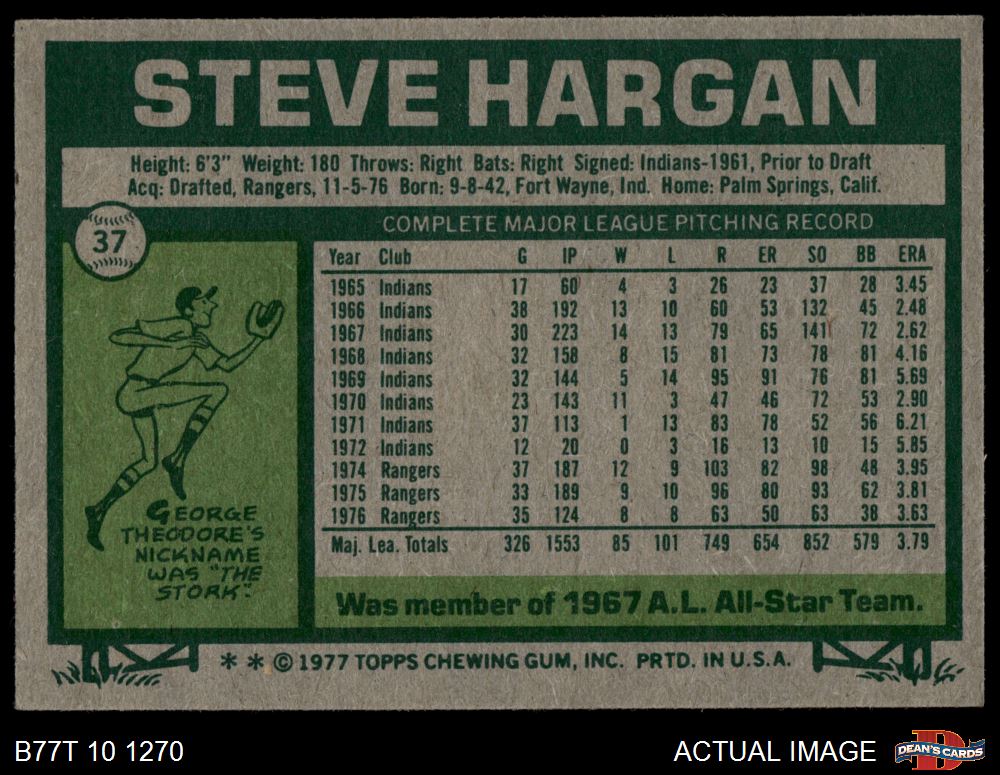 STEVE HARGAN
Height: 6'3" Weight: 180 Throws: Right Bats: Right Signed: Indians-1961, Prior to Draft
Acq: Drafted, Rangers, 11-5-76 Born: 9-8-42, Fort Wayne, Ind. Home: Palm Springs, Calif.
37
COMPLETE MAJOR LEAGUE PITCHING RECORD
Year Club G IP W L R ER SO BB ERA
1965 Indians 17 60 4 3 26 23 37 28 3.45
1966 Indians 38 192 13 10 60 53 132 45 2.48
1967 Indians 30 223 14 13 79 65 141 72 2.62
1968 Indians 32 158 8 15 81 73 78 81 4.16
1969 Indians 32 144 5 14 95 91 76 81 5.69
1970 Indians 23 143 11 3 47 46 72 53 2.90
1971 Indians 37 113 1 13 83 78 52 56 6.21
1972 Indians 12 20 0 3 16 13 10 15 5.85
1974 Rangers 37 187 12 9 103 82 98 48 3.95
1975 Rangers 33 189 9 10 96 80 93 62 3.81
1976 Rangers 35 124 8 8 63 50 63 38 3.63
Maj. Lea. Totals 326 1553 85 101 749 654 852 579 3.79
GEORGE
THEODORE'S
NICKNAME
WAS "THE
STORK".
Was member of 1967 A.L. All-Star Team.
* * © 1977 TOPPS CHEWING GUM, INC. PRTD. IN U.S.A.
B77T 10 1270
ACTUAL IMAGE
D
DEAN'S CARDS